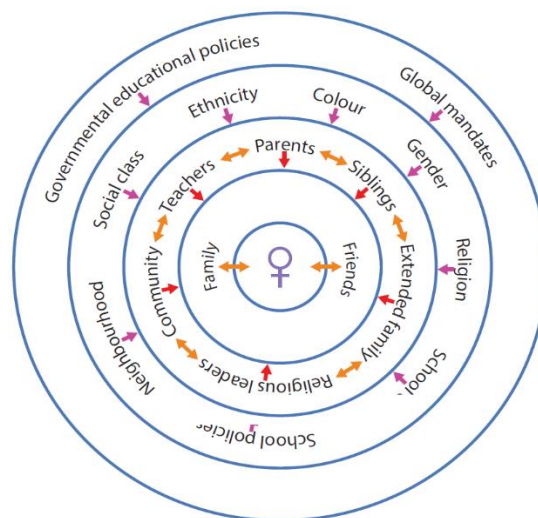 Governmental educational policies
Global mandates
Ethnicity
Colour
Gender
Religion
School
School policies
Neighbourhood
Social class
Parents
Siblings
Extended family
Religious leaders
Community
Teachers
Family
Friends